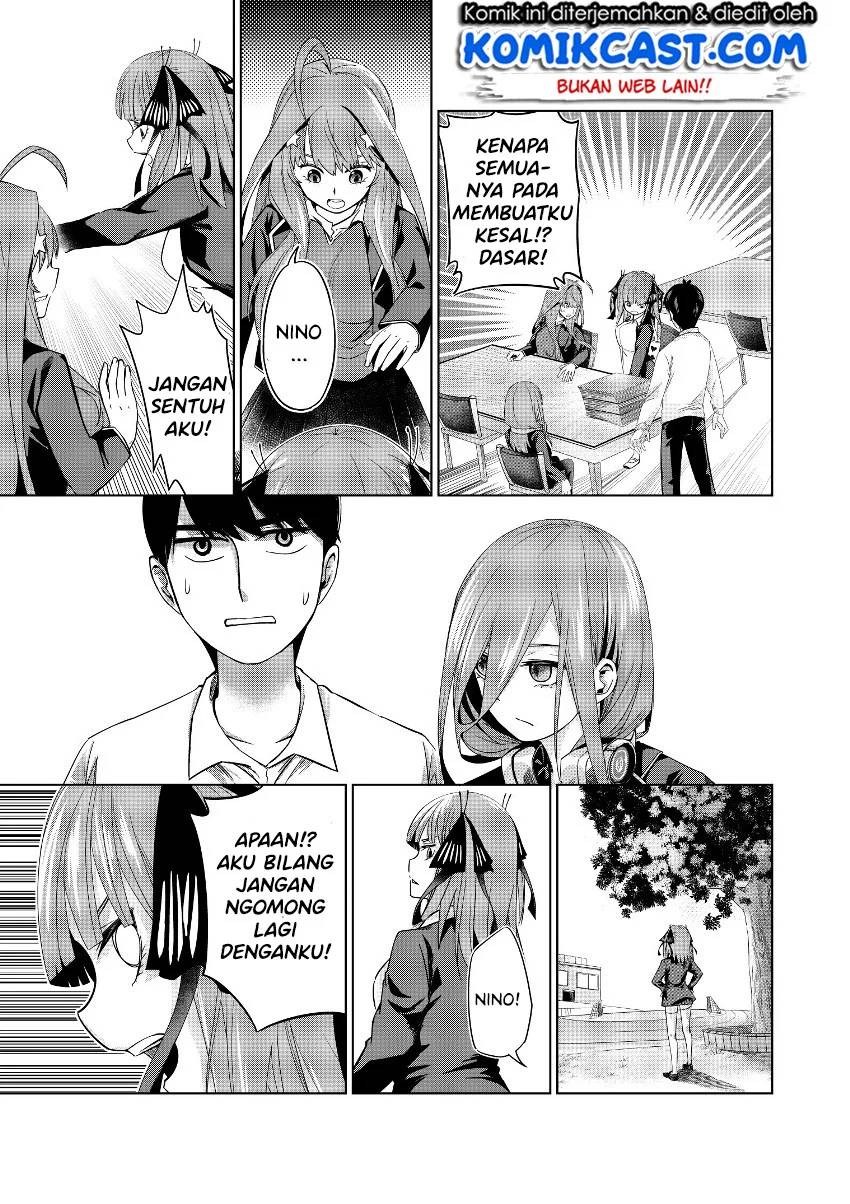 Komik ini diterjemahkan & diedit oleh
KOMIKCAST.COM
BUKAN WEB LAIN!!
KENAPA
SEMUA-
NYA PADA
MEMBUATKU
KESAL!?
DASAR!
NINO
...
JANGAN
SENTUH
AKU!
NINO!
APAAN!?
AKU BILANG
JANGAN
NGOMONG
LAGI
DENGANKU!